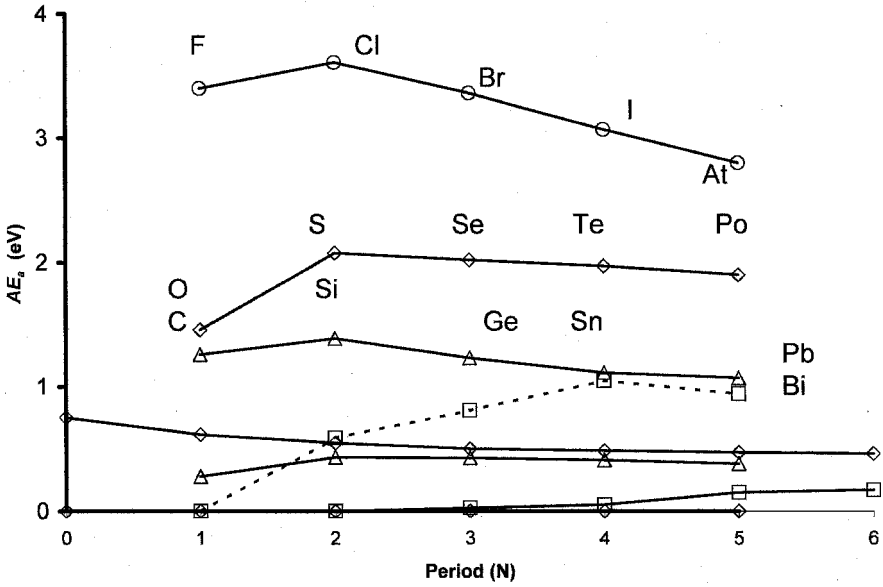 4
F
Cl
Br
I
3
At
AEa (eV)
S
Se
Te
Po
2
O
Si
C
Ge
Sn
Pb
1
Bi
0
0 1 2 3 4 5 6
Period (N)